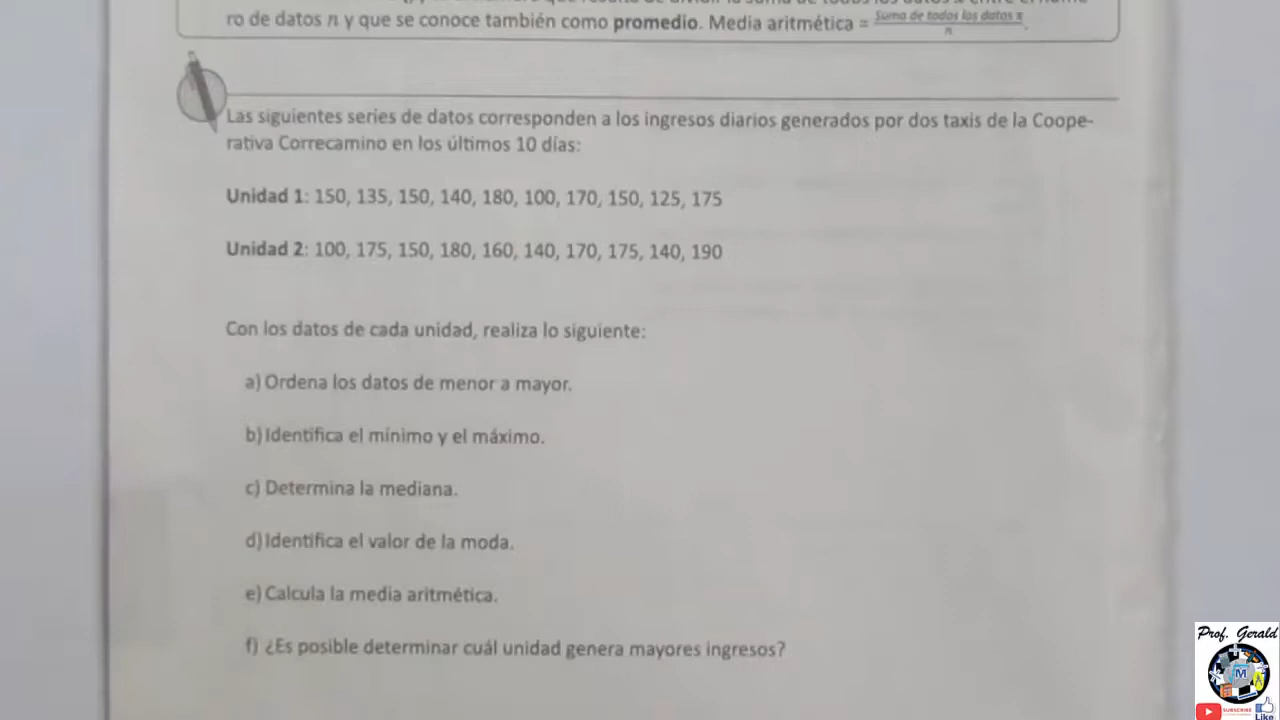 ro de datos n y que se conoce también como promedio. Media aritmética = Suma de todos los datos x / n.
Las siguientes series de datos corresponden a los ingresos diarios generados por dos taxis de la Coope-
rativa Correcamino en los últimos 10 días:
Unidad 1: 150, 135, 150, 140, 180, 100, 170, 150, 125, 175
Unidad 2: 100, 175, 150, 180, 160, 140, 170, 175, 140, 190
Con los datos de cada unidad, realiza lo siguiente:
a) Ordena los datos de menor a mayor.
b) Identifica el mínimo y el máximo.
c) Determina la mediana.
d) Identifica el valor de la moda.
e) Calcula la media aritmética.
f) ¿Es posible determinar cuál unidad genera mayores ingresos?
Prof. Gerald
M
SUBSCRIBE
Like